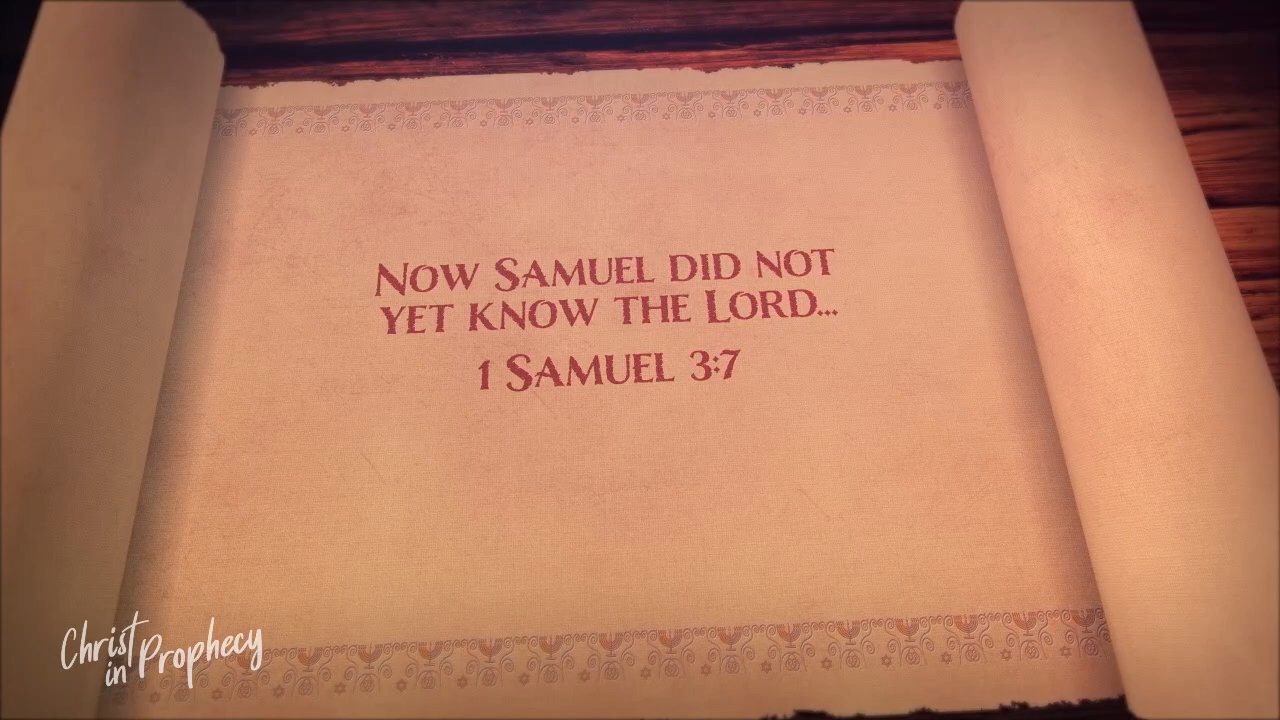 Now Samuel did not
yet know the Lord...
1 Samuel 3:7
Christ
in Prophecy